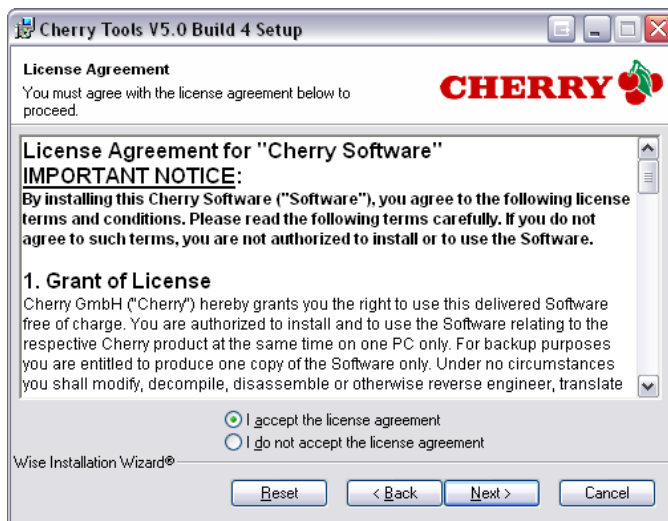 Cherry Tools V5.0 Build 4 Setup
License Agreement
You must agree with the license agreement below to
proceed.
CHERRY
License Agreement for "Cherry Software"
IMPORTANT NOTICE:
By installing this Cherry Software ("Software"), you agree to the following license
terms and conditions. Please read the following terms carefully. If you do not
agree to such terms, you are not authorized to install or to use the Software.
1. Grant of License
Cherry GmbH ("Cherry") hereby grants you the right to use this delivered Software
free of charge. You are authorized to install and to use the Software relating to the
respective Cherry product at the same time on one PC only. For backup purposes
you are entitled to produce one copy of the Software only. Under no circumstances
you shall modify, decompile, disassemble or otherwise reverse engineer, translate
I accept the license agreement
I do not accept the license agreement
Wise Installation Wizard®
Reset
< Back
Next >
Cancel